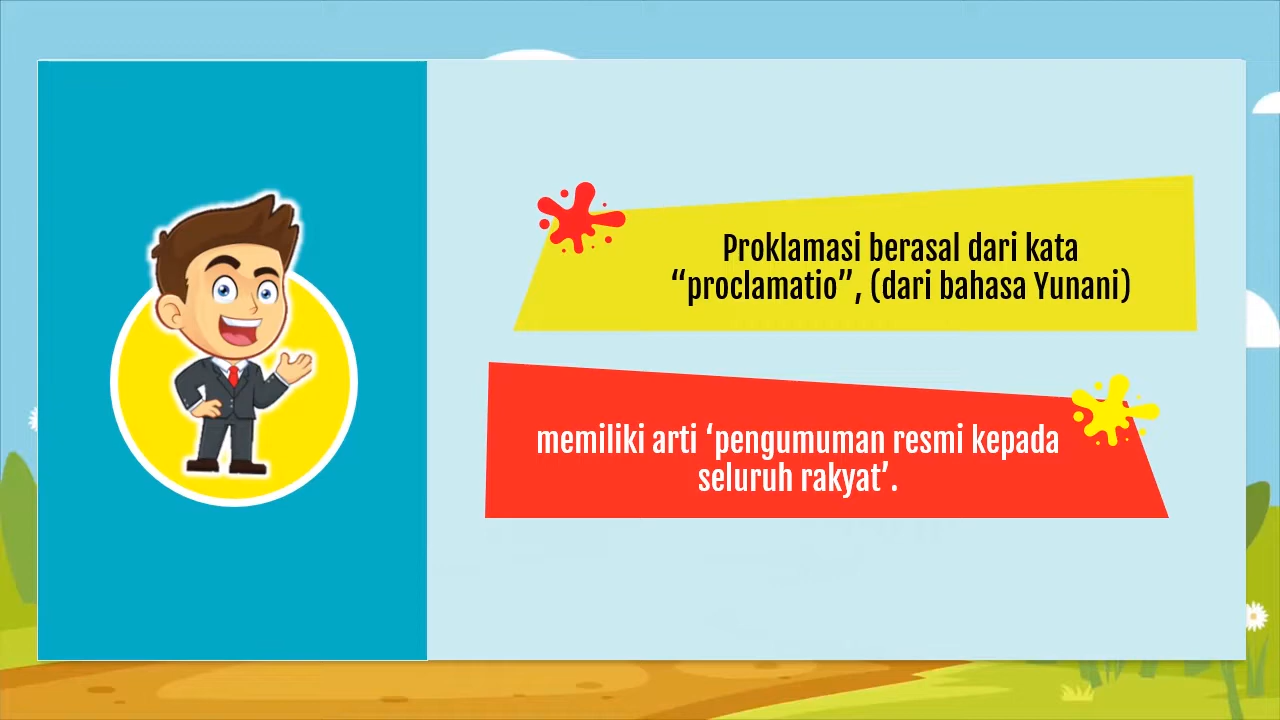 Proklamasi berasal dari kata
“proclamatio”, (dari bahasa Yunani)
memiliki arti ‘pengumuman resmi kepada
seluruh rakyat’.